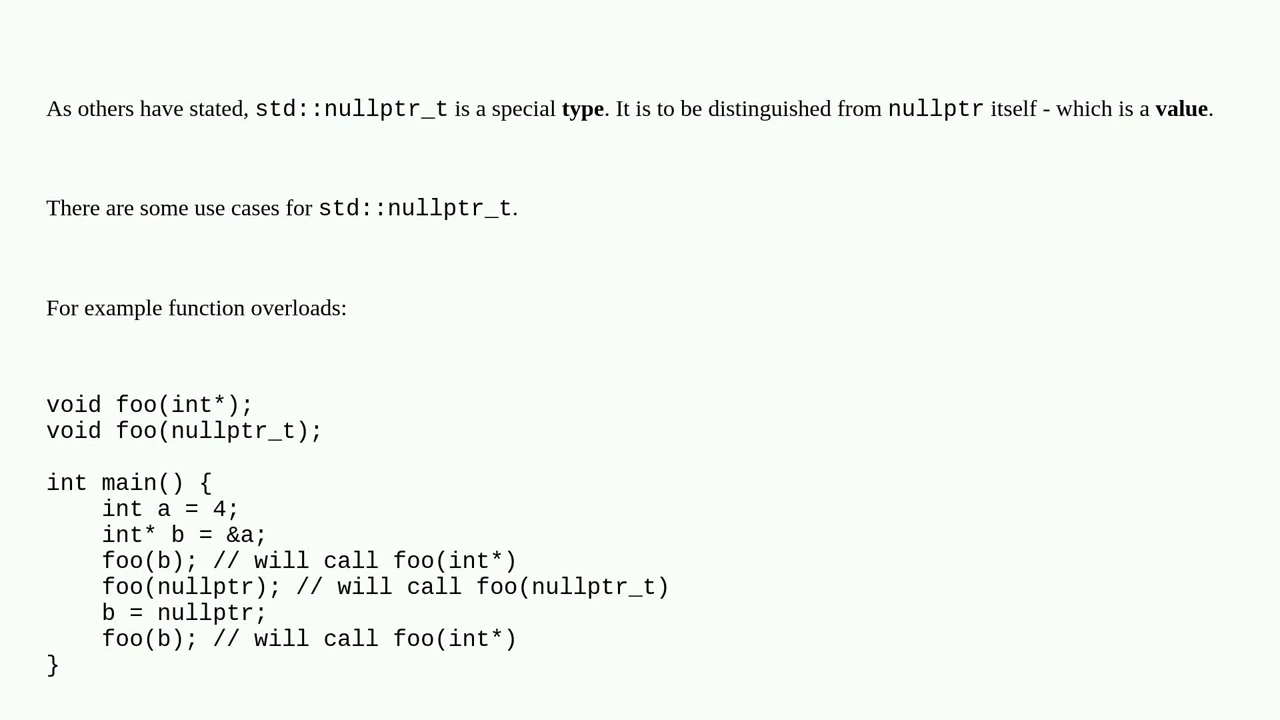 As others have stated, std::nullptr_t is a special type. It is to be distinguished from nullptr itself - which is a value.
There are some use cases for std::nullptr_t.
For example function overloads:
void foo(int*);
void foo(nullptr_t);
int main() {
    int a = 4;
    int* b = &a;
    foo(b); // will call foo(int*)
    foo(nullptr); // will call foo(nullptr_t)
    b = nullptr;
    foo(b); // will call foo(int*)
}